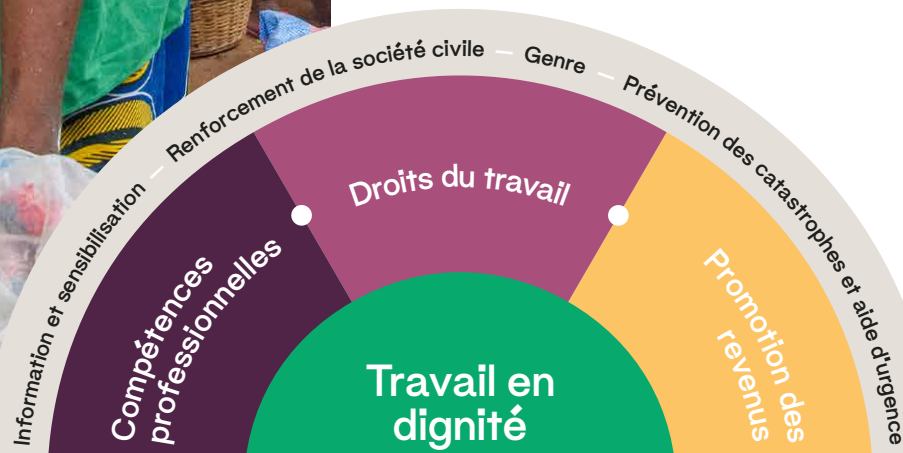 Information et sensibilisation — Renforcement de la société civile — Genre — Prévention des catastrophes et aide d'urgence
Compétences
professionnelles
Droits du travail
Promotion des
revenus
Travail en
dignité